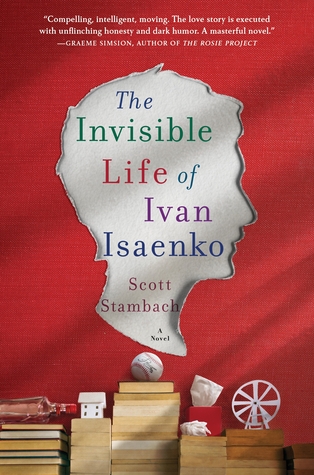 “Compelling, intelligent, moving. The love story is executed
with unflinching honesty and dark humor. A masterful novel.”
—GRAEME SIMSION, AUTHOR OF THE ROSIE PROJECT
The
Invisible
Life of
Ivan
Isaenko
Scott
Stambach
A
Novel